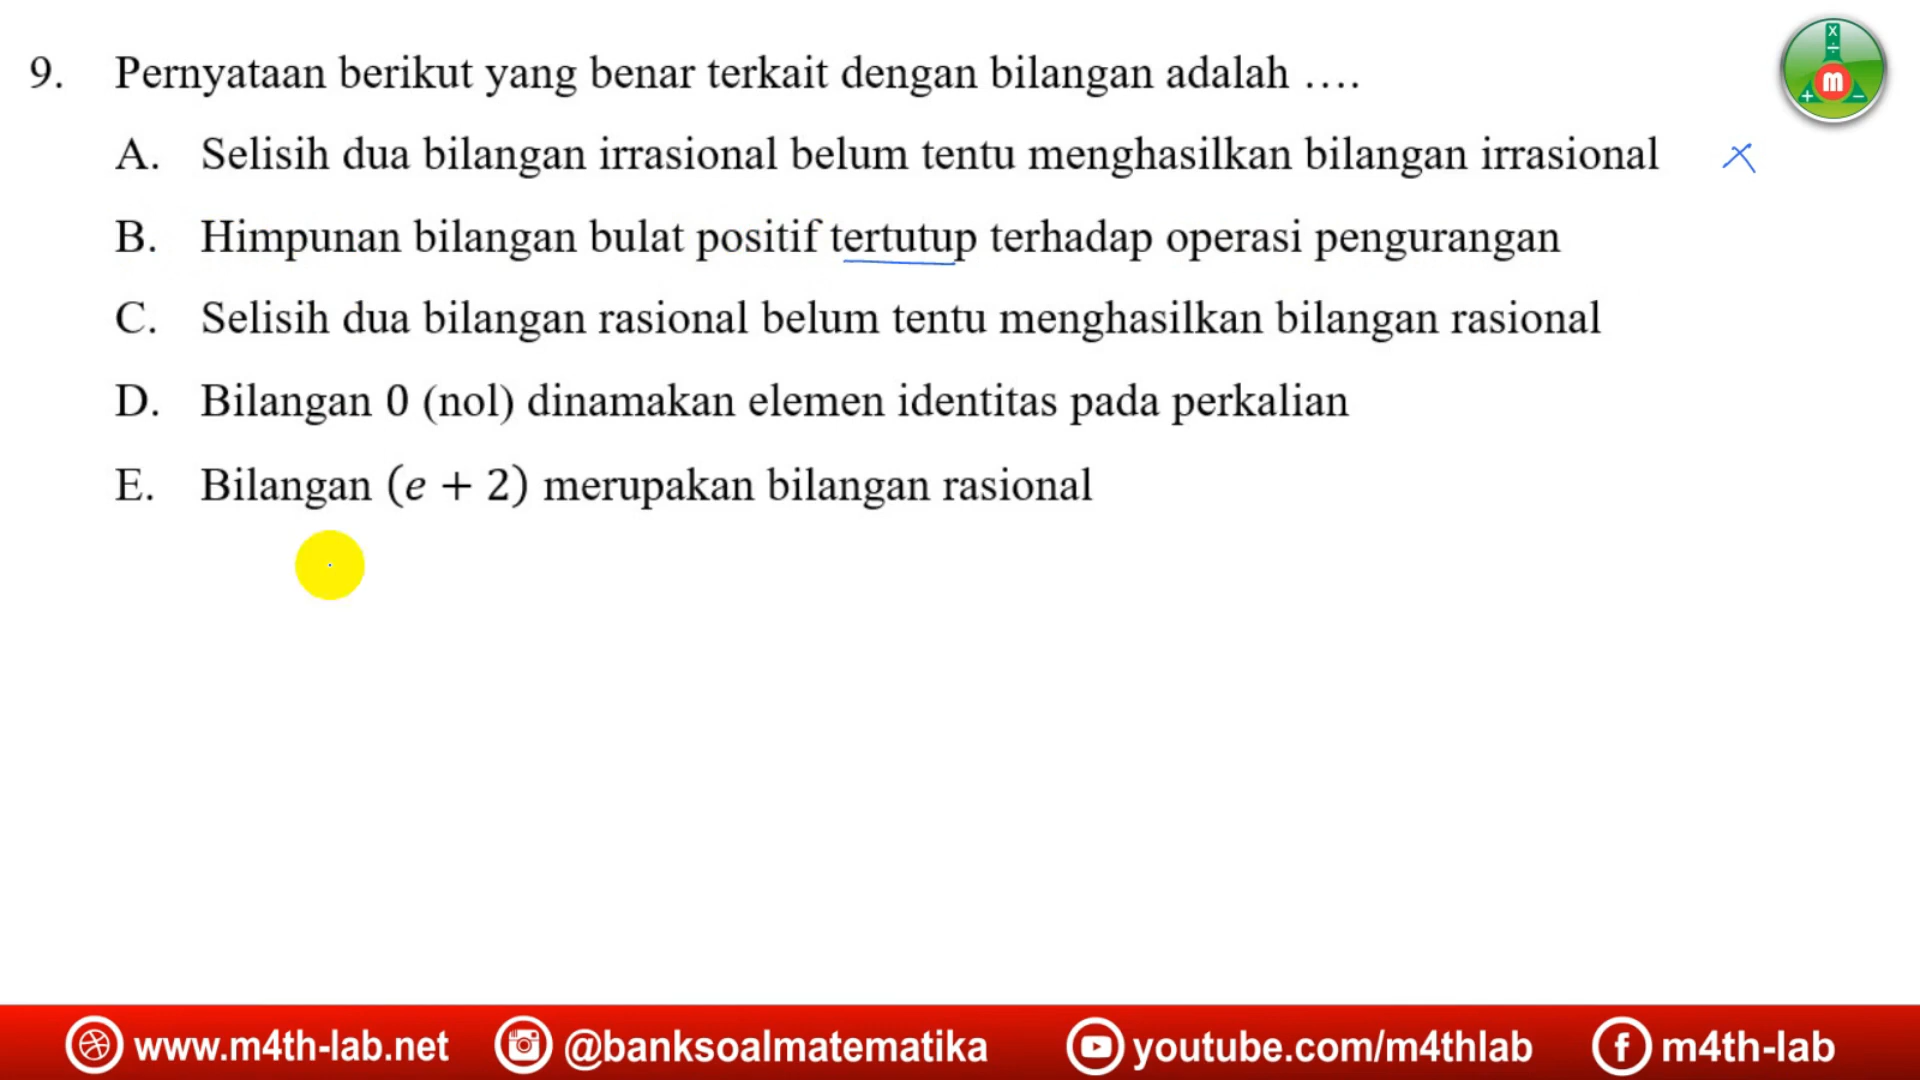 9. Pernyataan berikut yang benar terkait dengan bilangan adalah ….
A. Selisih dua bilangan irrasional belum tentu menghasilkan bilangan irrasional
B. Himpunan bilangan bulat positif tertutup terhadap operasi pengurangan
C. Selisih dua bilangan rasional belum tentu menghasilkan bilangan rasional
D. Bilangan 0 (nol) dinamakan elemen identitas pada perkalian
E. Bilangan (e + 2) merupakan bilangan rasional
www.m4th-lab.net @banksoalmatematika youtube.com/m4thlab m4th-lab